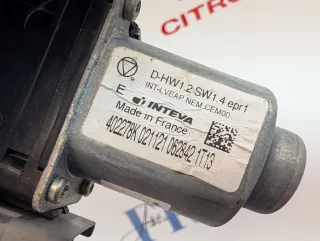 CITRO
D-HW1.2 SW1.4 epr1
INT-LVEAP NEM CEM00
R
E
INTEVA
Made in France
402278K 021121 062842 1T13